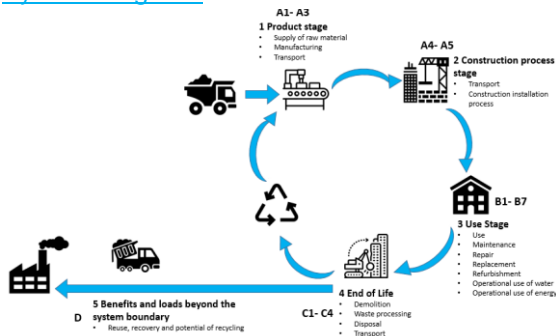 A1- A3
1 Product stage
• Supply of raw material
• Manufacturing
• Transport
A4- A5
2 Construction process
stage
• Transport
• Construction installation
process
B1- B7
3 Use Stage
• Use
• Maintenance
• Repair
• Replacement
• Refurbishment
• Operational use of water
• Operational use of energy
4 End of Life
C1- C4
• Demolition
• Waste processing
• Disposal
• Transport
5 Benefits and loads beyond the
system boundary
D
• Reuse, recovery and potential of recycling